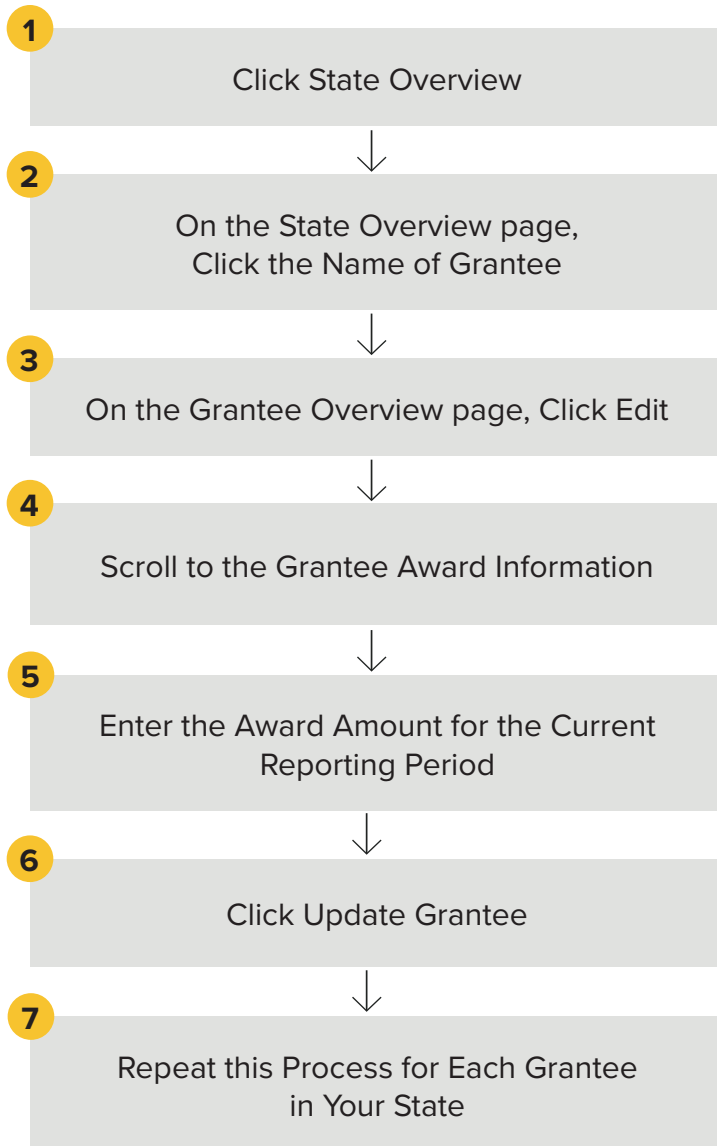 1
Click State Overview
2
On the State Overview page,
Click the Name of Grantee
3
On the Grantee Overview page, Click Edit
4
Scroll to the Grantee Award Information
5
Enter the Award Amount for the Current
Reporting Period
6
Click Update Grantee
7
Repeat this Process for Each Grantee
in Your State